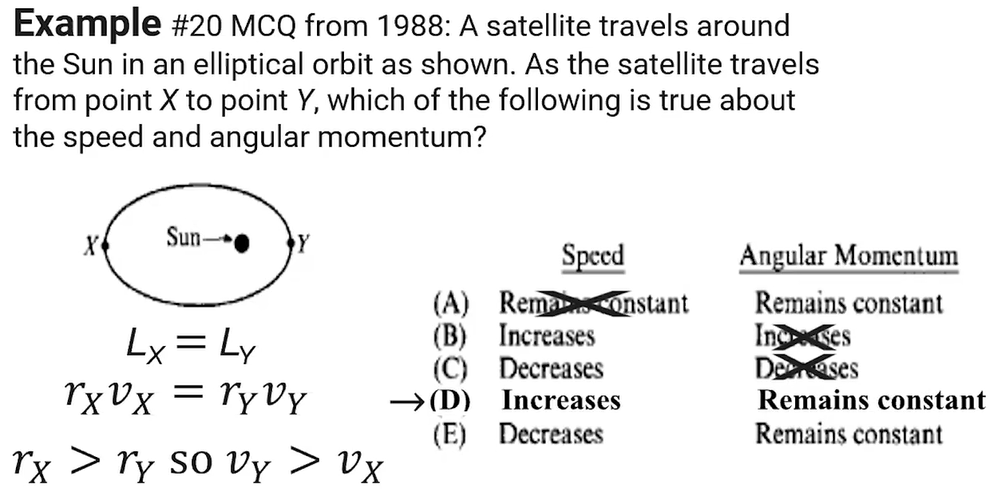 Example #20 MCQ from 1988: A satellite travels around
the Sun in an elliptical orbit as shown. As the satellite travels
from point X to point Y, which of the following is true about
the speed and angular momentum?
X Sun→ Y
L_X = L_Y
r_X v_X = r_Y v_Y
r_X > r_Y so v_Y > v_X
Speed Angular Momentum
(A) Remains constant Remains constant
(B) Increases Increases
(C) Decreases Decreases
→(D) Increases Remains constant
(E) Decreases Remains constant